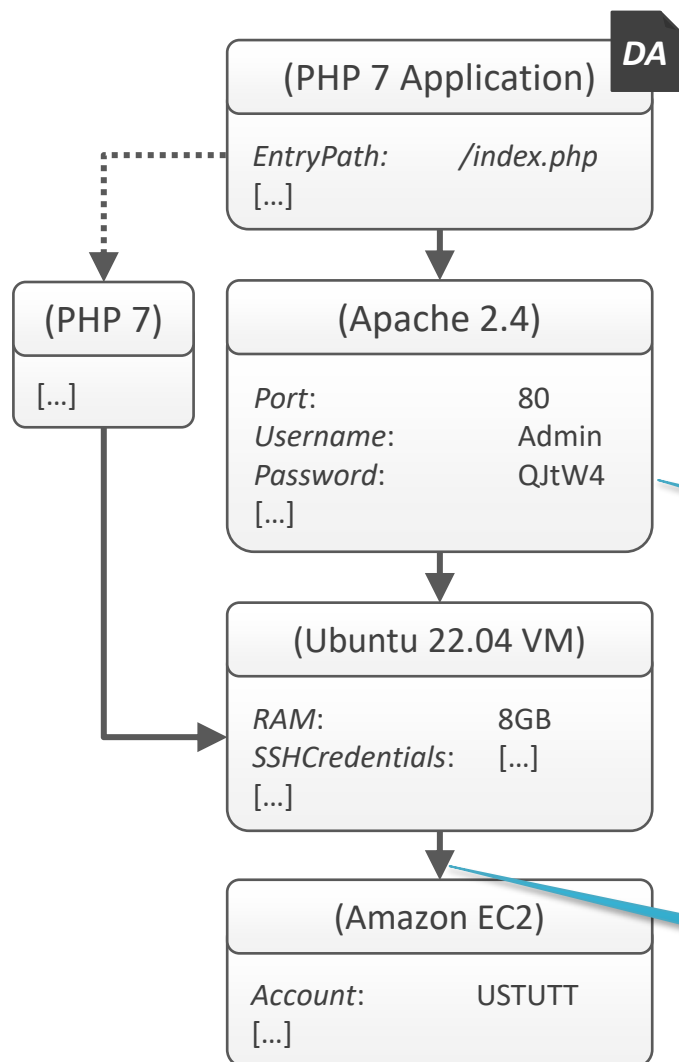 DA
(PHP 7 Application)
EntryPath: /index.php
[...]
(PHP 7)
[...]
(Apache 2.4)
Port: 80
Username: Admin
Password: QJtW4
[...]
(Ubuntu 22.04 VM)
RAM: 8GB
SSHCredentials: [...]
[...]
(Amazon EC2)
Account: USTUTT
[...]